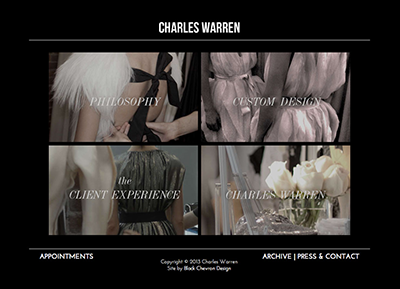 CHARLES WARREN
PHILOSOPHY
CUSTOM DESIGN
the
CLIENT EXPERIENCE
CHARLES WARREN
APPOINTMENTS
ARCHIVE | PRESS & CONTACT
Copyright © 2013 Charles Warren
Site by Black Chevron Design